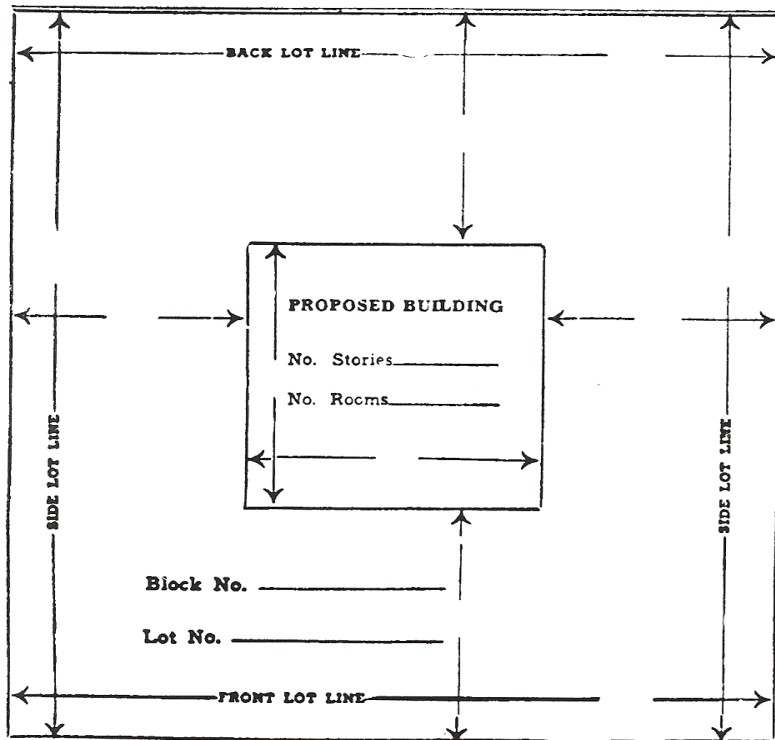 BACK LOT LINE
PROPOSED BUILDING
No. Stories
No. Rooms
SIDE LOT LINE
SIDE LOT LINE
Block No.
Lot No.
FRONT LOT LINE